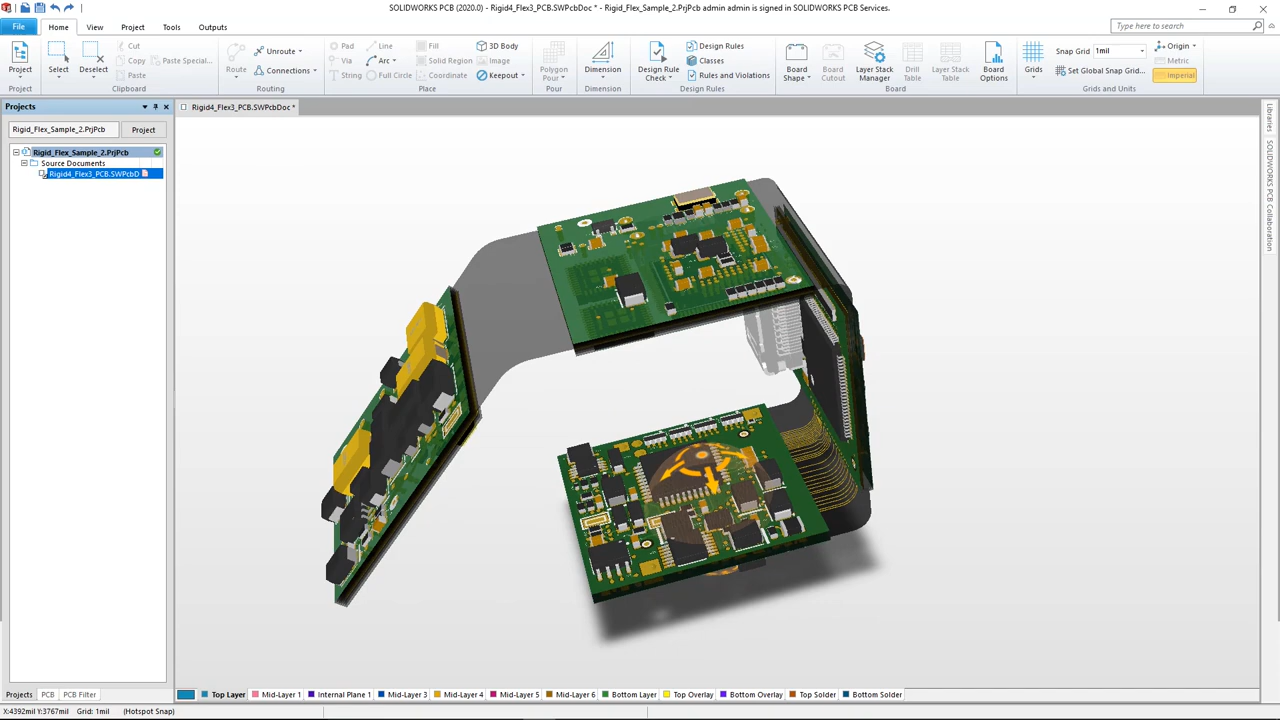 SOLIDWORKS PCB (2020.0) - Rigid4_Flex3_PCB.SWPcbDoc * - Rigid_Flex_Sample_2.PrjPcb admin admin is signed in SOLIDWORKS PCB Services.
File Home View Project Tools Outputs Type here to search
Project Select Deselect Cut Copy Paste Paste Special... Clipboard
Route Unroute Connections Routing
Pad Via String Line Arc Full Circle Fill Solid Region Coordinate 3D Body Image Keepout Place
Polygon Pour Pour
Dimension Dimension
Design Rule Check Design Rules Classes Rules and Violations Design Rules
Board Shape Board Cutout Layer Stack Manager Drill Table Layer Stack Table Board Options Board
Grids Snap Grid 1mil Set Global Snap Grid... Origin Metric Imperial Grids and Units
Projects
Rigid4_Flex3_PCB.SWPcbDoc *
Rigid_Flex_Sample_2.PrjPcb Project
Rigid_Flex_Sample_2.PrjPcb
Source Documents
Rigid4_Flex3_PCB.SWPcbD
Libraries
SOLIDWORKS PCB Collaboration
Projects PCB PCB Filter
Top Layer Mid-Layer 1 Internal Plane 1 Mid-Layer 3 Mid-Layer 4 Mid-Layer 5 Mid-Layer 6 Bottom Layer Top Overlay Bottom Overlay Top Solder Bottom Solder
X:4392mil Y:3767mil Grid: 1mil (Hotspot Snap)